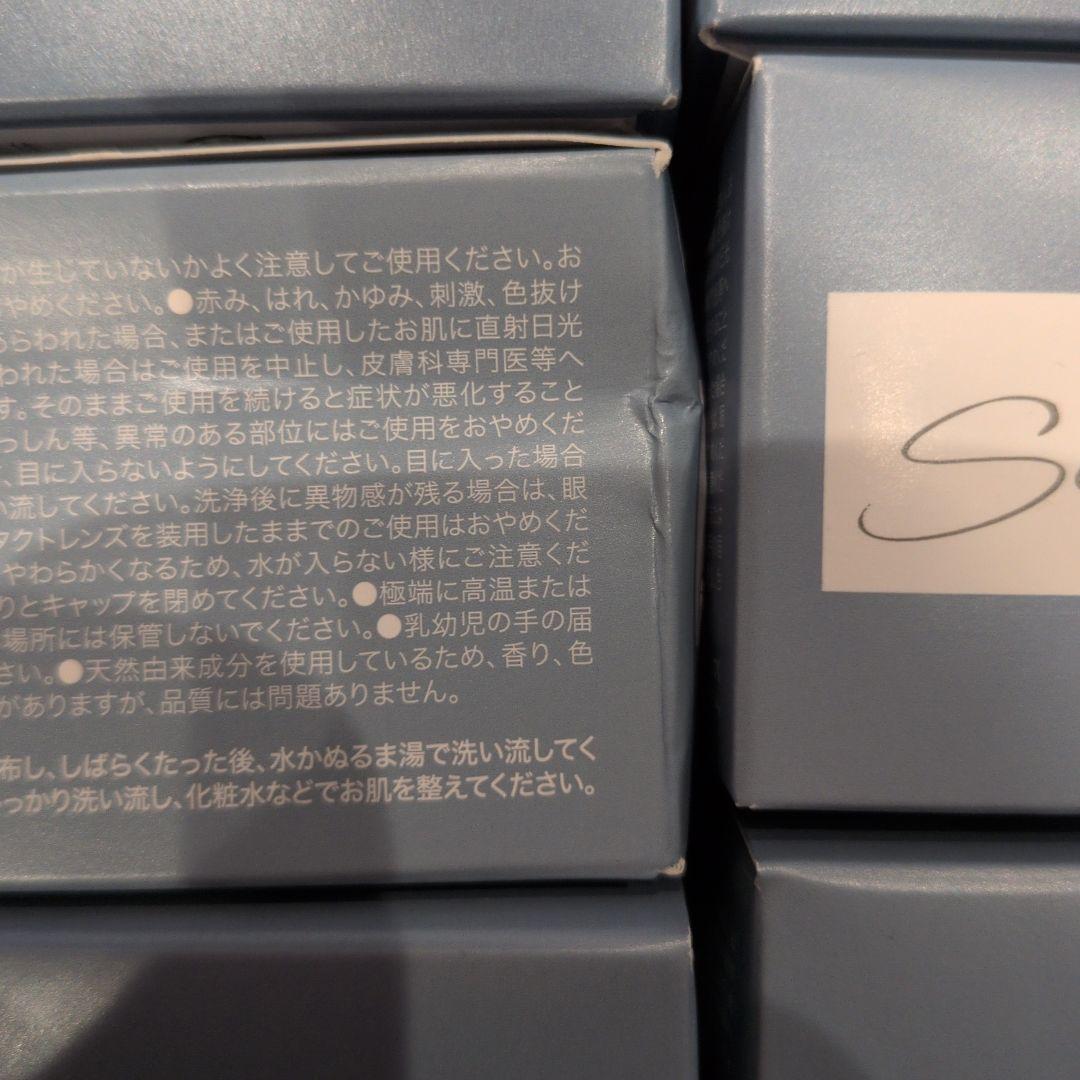 が生じていないかよく注意してご使用ください。お
やめください。●赤み、はれ、かゆみ、刺激、色抜け
らわれた場合、またはご使用したお肌に直射日光
われた場合はご使用を中止し、皮膚科専門医等へ
す。そのままご使用を続けると症状が悪化すること
っしん等、異常のある部位にはご使用をおやめくだ
、目に入らないようにしてください。目に入った場合
い流してください。洗浄後に異物感が残る場合は、眼
タクトレンズを装用したままでのご使用はおやめくだ
やわらかくなるため、水が入らない様にご注意くだ
りとキャップを閉めてください。●極端に高温または
場所には保管しないでください。●乳幼児の手の届
さい。●天然由来成分を使用しているため、香り、色
がありますが、品質には問題ありません。
布し、しばらくたった後、水かぬるま湯で洗い流してく
っかり洗い流し、化粧水などでお肌を整えてください。
S